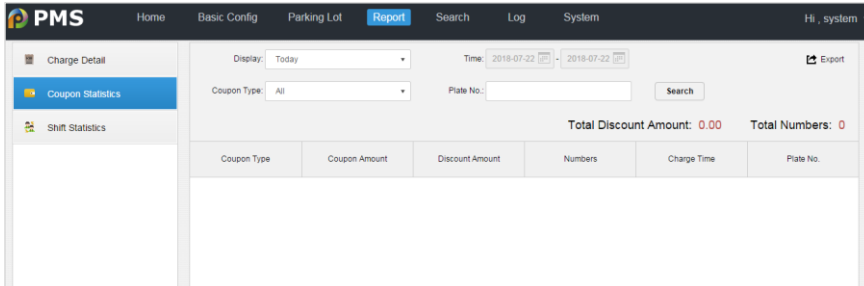 PMS Home Basic Config Parking Lot Report Search Log System Hi , system
Charge Detail
Coupon Statistics
Shift Statistics
Display: Today Time: 2018-07-22 - 2018-07-22 Export
Coupon Type: All Plate No.: Search
Total Discount Amount: 0.00 Total Numbers: 0
Coupon Type Coupon Amount Discount Amount Numbers Charge Time Plate No.